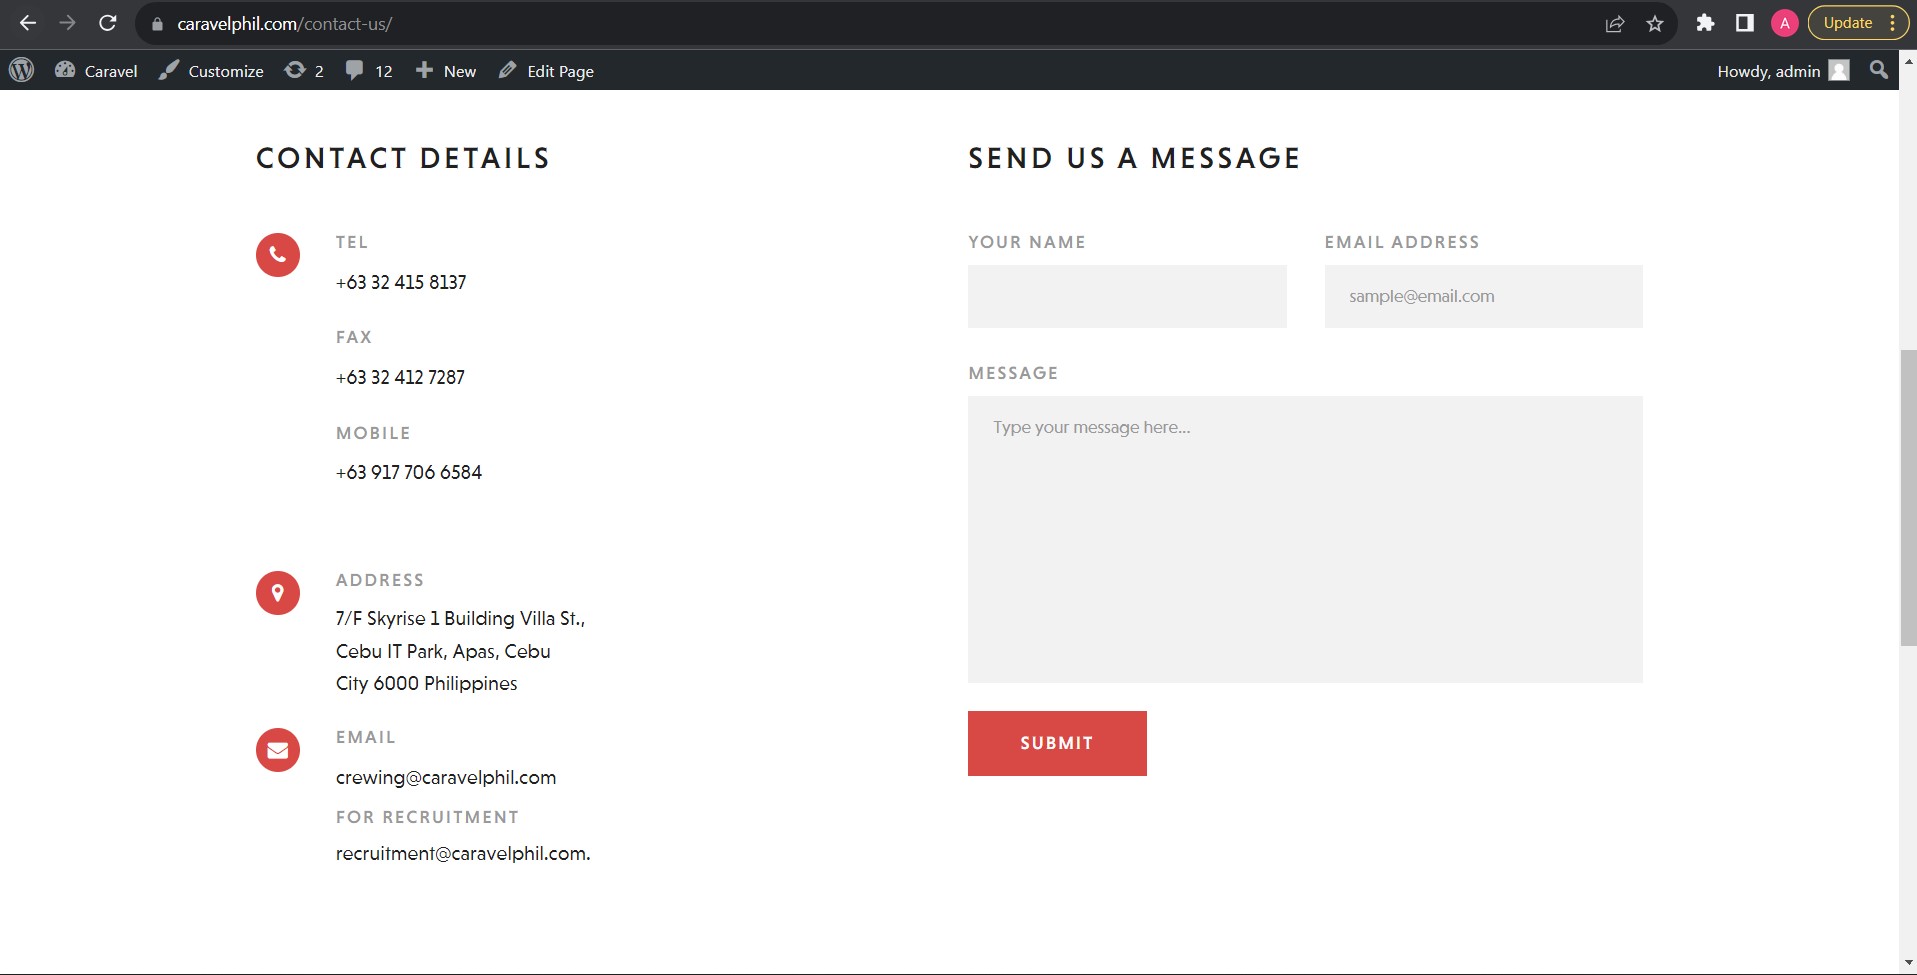 caravelphil.com/contact-us/
A
Update
Caravel
Customize
2
12
New
Edit Page
Howdy, admin
CONTACT DETAILS
TEL
+63 32 415 8137
FAX
+63 32 412 7287
MOBILE
+63 917 706 6584
ADDRESS
7/F Skyrise 1 Building Villa St.,
Cebu IT Park, Apas, Cebu
City 6000 Philippines
EMAIL
crewing@caravelphil.com
FOR RECRUITMENT
recruitment@caravelphil.com.
SEND US A MESSAGE
YOUR NAME
EMAIL ADDRESS
sample@email.com
MESSAGE
Type your message here...
SUBMIT